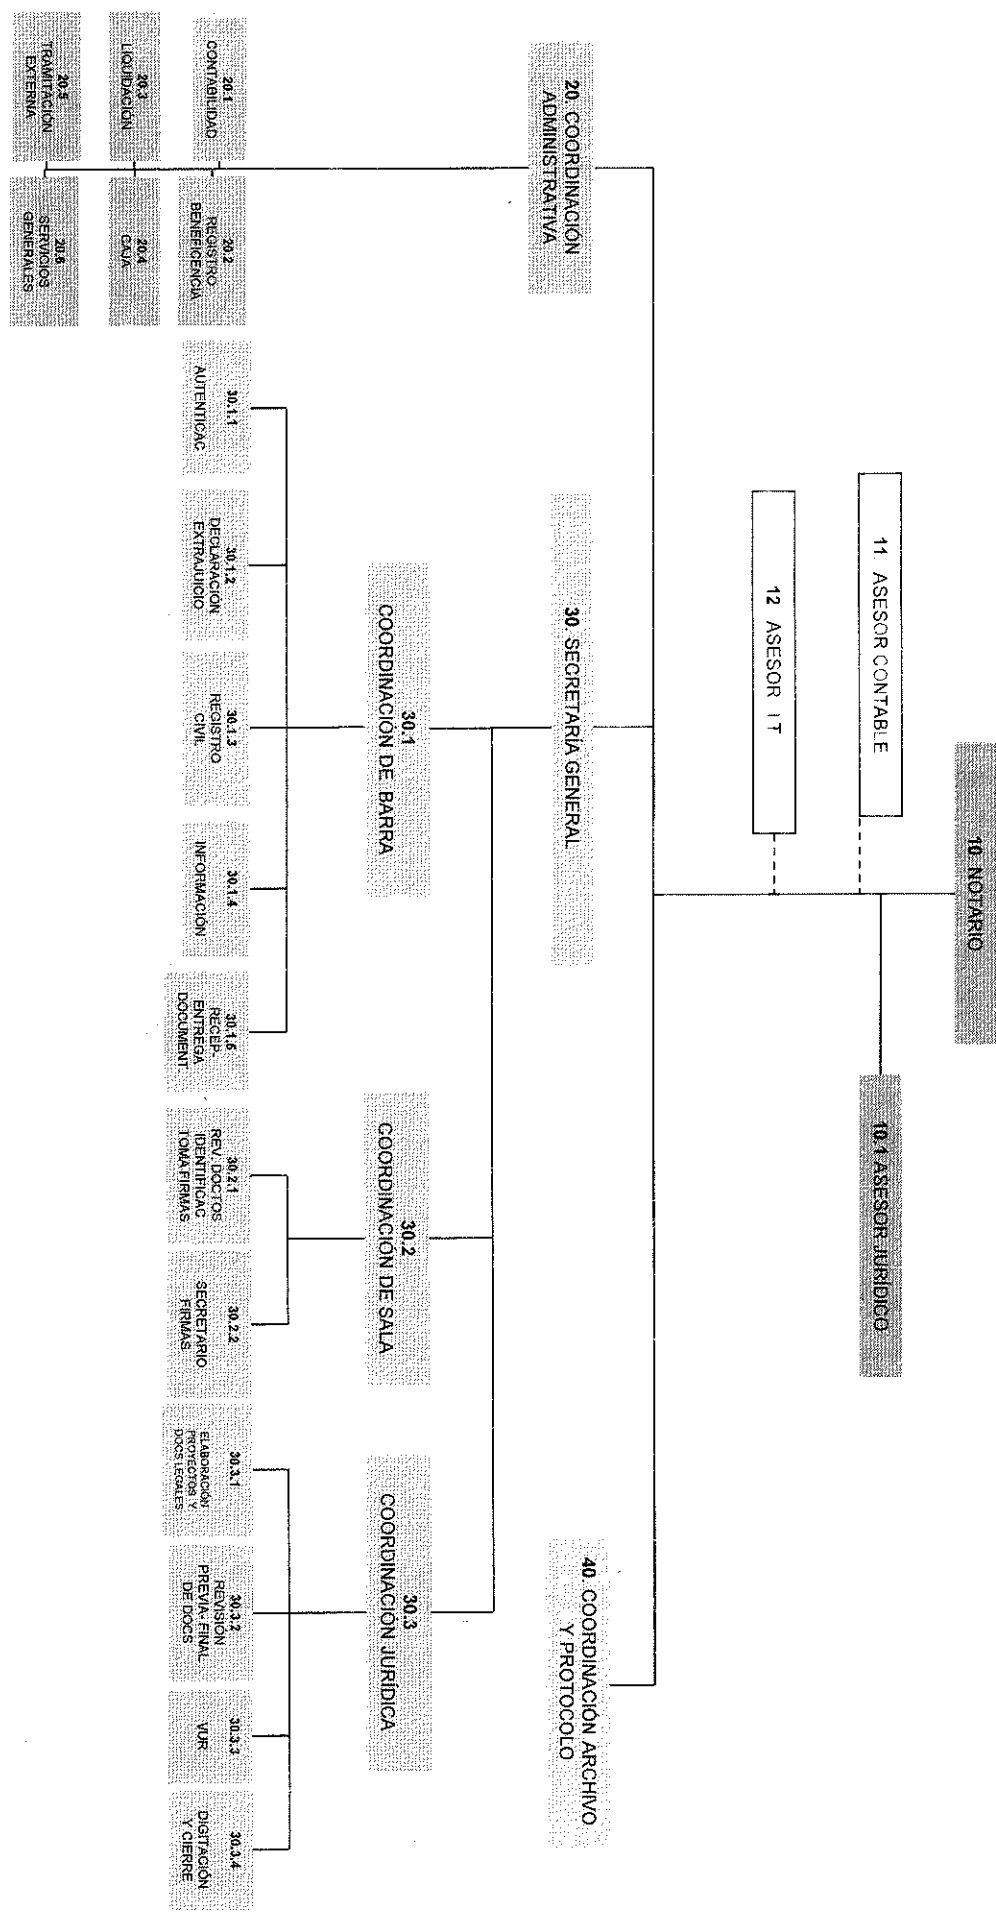 10. NOTARIO
10.1 ASESOR JURÍDICO
11. ASESOR CONTABLE
12 ASESOR IT
20. COORDINACIÓN
ADMINISTRATIVA
30. SECRETARÍA GENERAL
40. COORDINACIÓN ARCHIVO
Y PROTOCOLO
30.1
COORDINACIÓN DE BARRA
30.2
COORDINACIÓN DE SALA
30.3
COORDINACIÓN JURÍDICA
20.1
CONTABILIDAD
20.2
REGISTRO
BENEFICENCIA
20.3
LIQUIDACIÓN
20.4
CAJA
20.5
TRAMITACIÓN
EXTERNA
20.6
SERVICIOS
GENERALES
30.1.1
AUTENTICAC
30.1.2
DECLARACIÓN
EXTRAJUICIO
30.1.3
REGISTRO
CIVIL
30.1.4
INFORMACIÓN
30.1.5
RECEP-
ENTREGA
DOCUMENT.
30.2.1
REV. DOCTOS
IDENTIFICAC
TOMA FIRMAS
30.2.2
SECRETARIO
FIRMAS
30.3.1
ELABORACIÓN
PROYECTOS Y
DOCS LEGALES
30.3.2
REVISIÓN
PREVIA-FINAL
DE DOCS
30.3.3
VUR
30.3.4
DIGITACIÓN
Y CIERRE